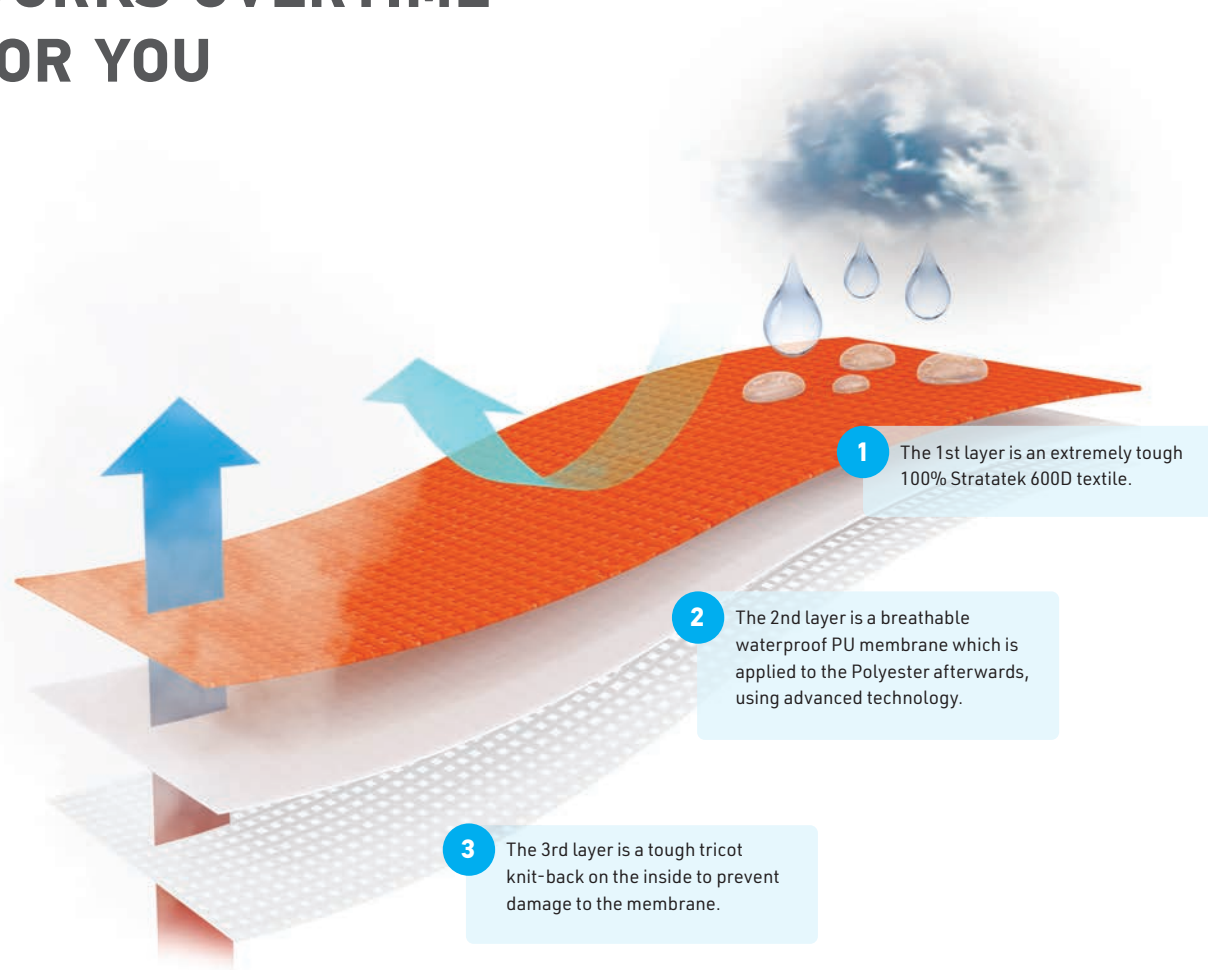 OR YOU
1
The 1st layer is an extremely tough
100% Stratatek 600D textile.
2
The 2nd layer is a breathable
waterproof PU membrane which is
applied to the Polyester afterwards,
using advanced technology.
3
The 3rd layer is a tough tricot
knit-back on the inside to prevent
damage to the membrane.